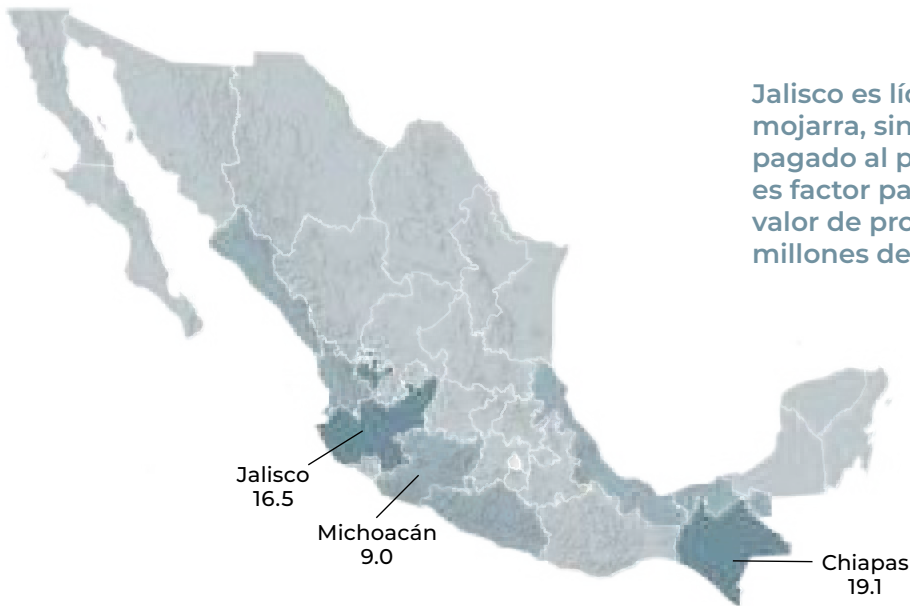 Jalisco es
mojarra, sin
pagado al
es factor
valor de
millones de
Jalisco
16.5
Michoacán
9.0
Chiapas
19.1